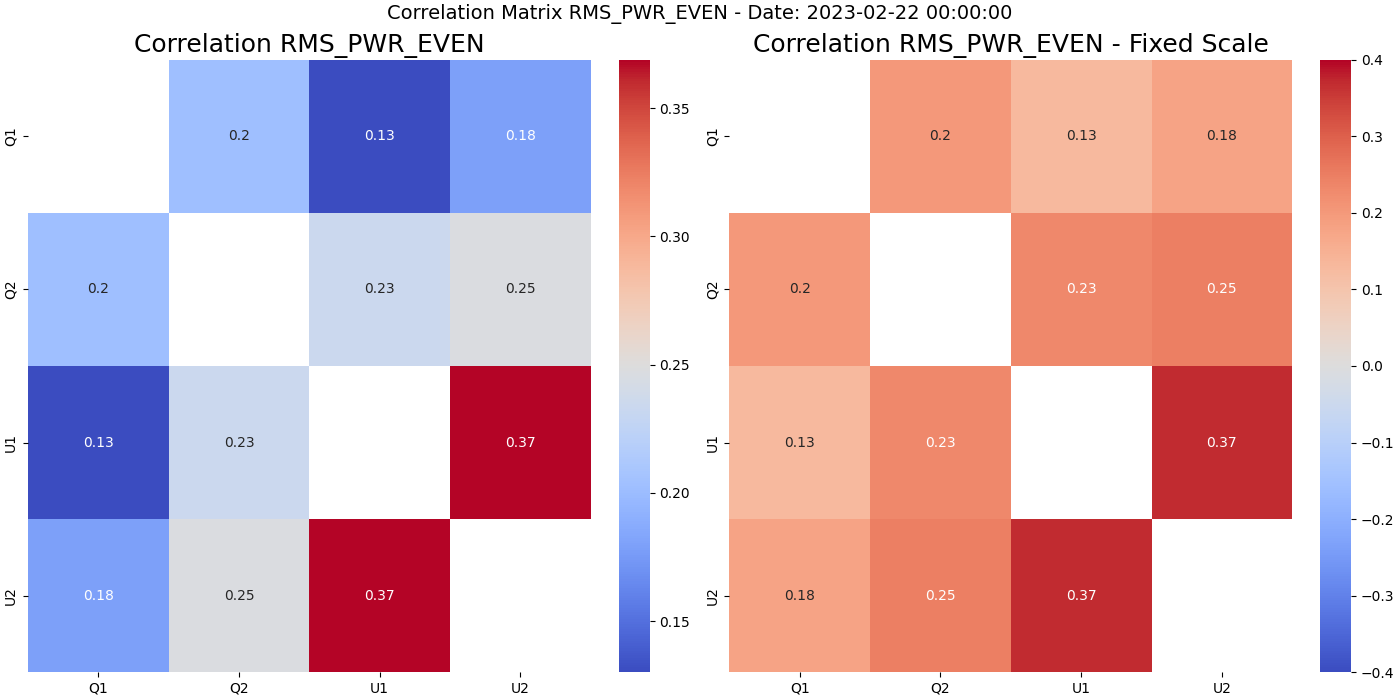 Correlation Matrix RMS_PWR_EVEN - Date: 2023-02-22 00:00:00
Correlation RMS_PWR_EVEN
Q1 0.2 0.13 0.18
Q2 0.2 0.23 0.25
U1 0.13 0.23 0.37
U2 0.18 0.25 0.37
Q1 Q2 U1 U2
0.35
0.30
0.25
0.20
0.15
Correlation RMS_PWR_EVEN - Fixed Scale
Q1 0.2 0.13 0.18
Q2 0.2 0.23 0.25
U1 0.13 0.23 0.37
U2 0.18 0.25 0.37
Q1 Q2 U1 U2
0.4
0.3
0.2
0.1
0.0
−0.1
−0.2
−0.3
−0.4